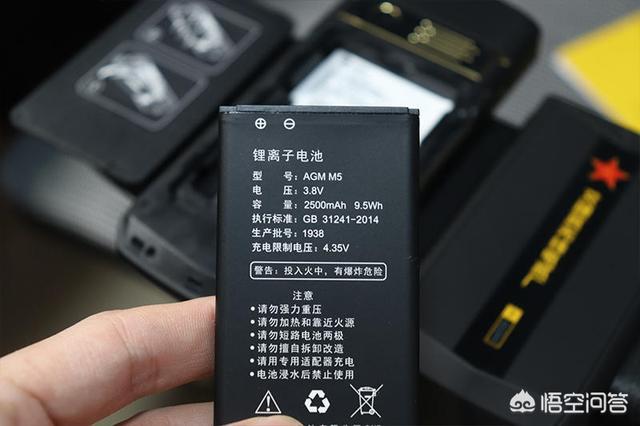 锂离子电池
型 号：AGM M5
电 压：3.8V
容 量：2500mAh 9.5Wh
执行标准：GB 31241-2014
生产批号：1938
充电限制电压：4.35V
警告：投入火中，有爆炸危险
注意
•请勿强力重压
•请勿加热和靠近火源
•请勿短路电池两极
•请勿擅自拆卸改造
•请用专用适配器充电
•电池浸水后禁止使用
悟空问答